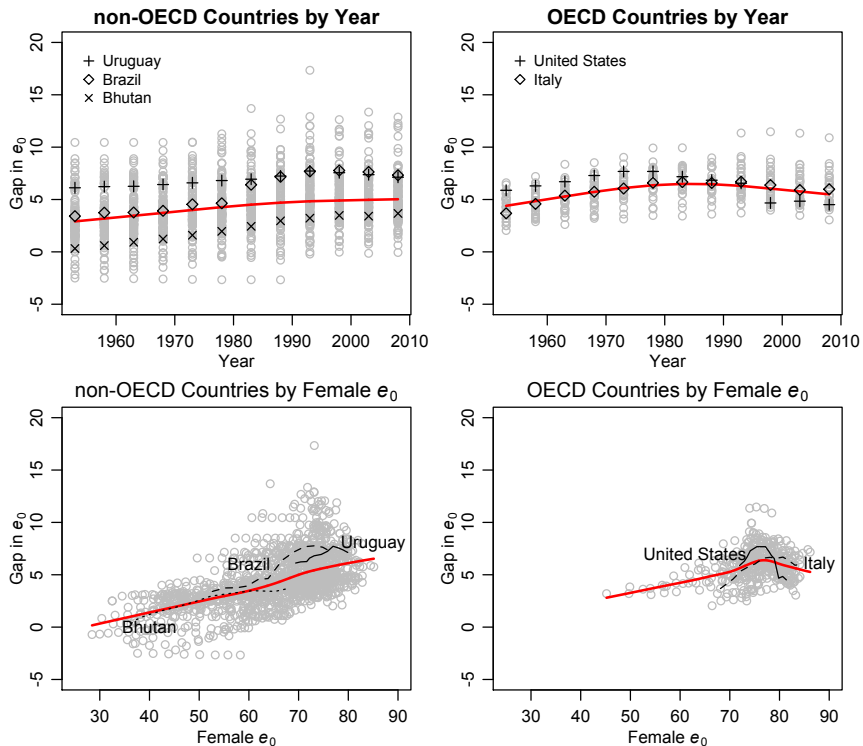 non-OECD Countries by Year
Uruguay
Brazil
Bhutan
20
15
10
5
0
-5
Gap in e0
1960 1970 1980 1990 2000 2010
Year
OECD Countries by Year
United States
Italy
20
15
10
5
0
-5
Gap in e0
1960 1970 1980 1990 2000 2010
Year
non-OECD Countries by Female e0
20
15
10
5
0
-5
Gap in e0
Uruguay
Brazil
Bhutan
30 40 50 60 70 80 90
Female e0
OECD Countries by Female e0
20
15
10
5
0
-5
Gap in e0
United States
Italy
30 40 50 60 70 80 90
Female e0